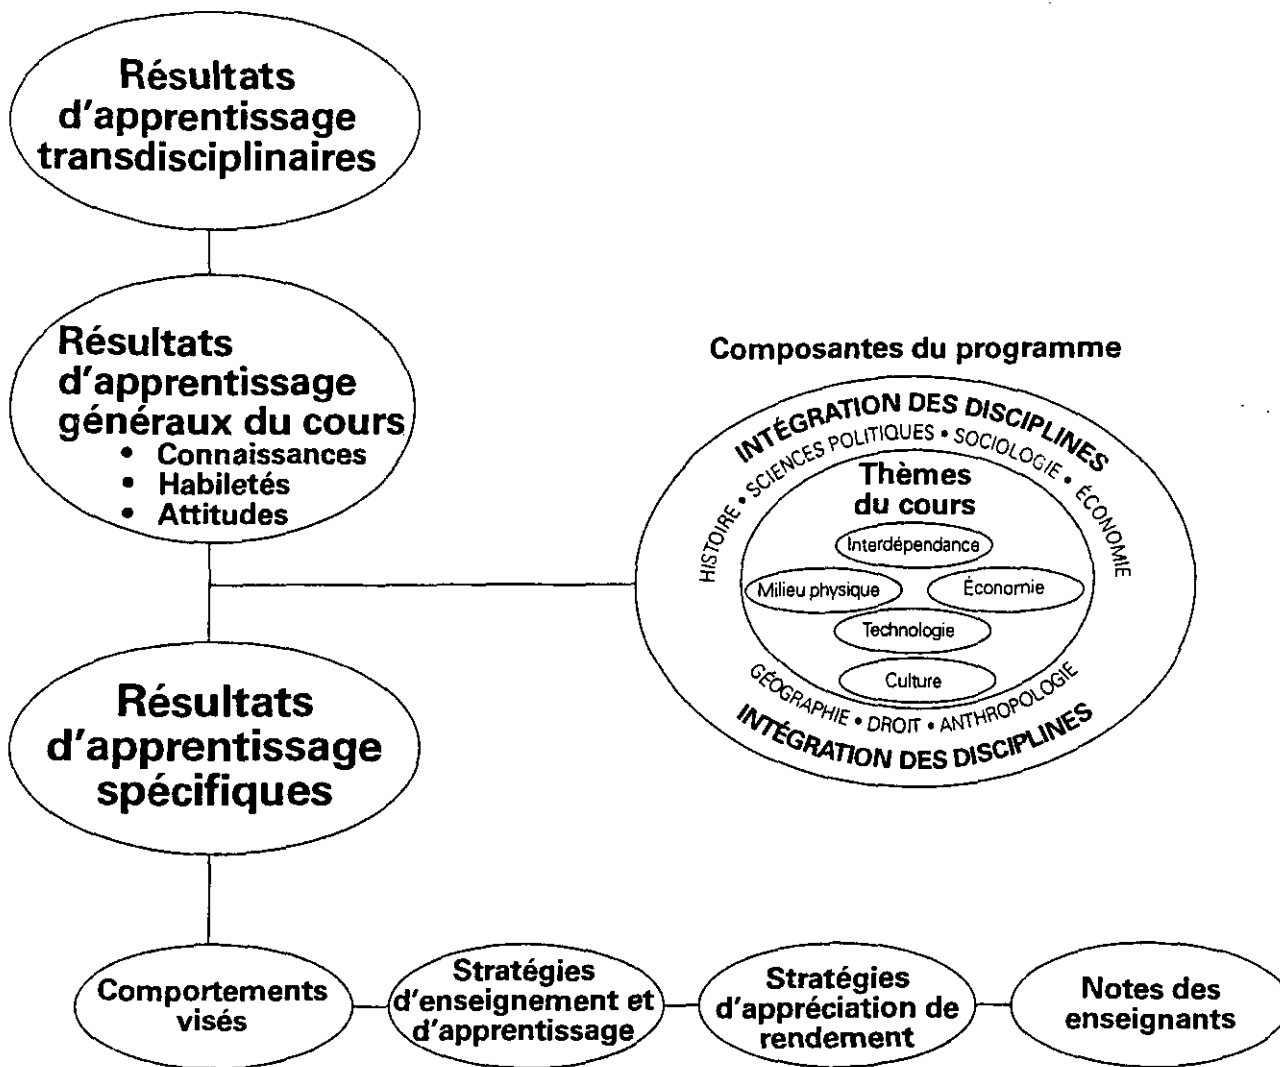 Résultats
d'apprentissage
transdisciplinaires
Résultats
d'apprentissage
généraux du cours
• Connaissances
• Habiletés
• Attitudes
Composantes du programme
INTÉGRATION DES DISCIPLINES
HISTOIRE • SCIENCES POLITIQUES • SOCIOLOGIE • ÉCONOMIE
Thèmes
du cours
Interdépendance
Milieu physique
Économie
Technologie
Culture
GÉOGRAPHIE • DROIT • ANTHROPOLOGIE
INTÉGRATION DES DISCIPLINES
Résultats
d'apprentissage
spécifiques
Comportements
visés
Stratégies
d'enseignement et
d'apprentissage
Stratégies
d'appréciation de
rendement
Notes des
enseignants